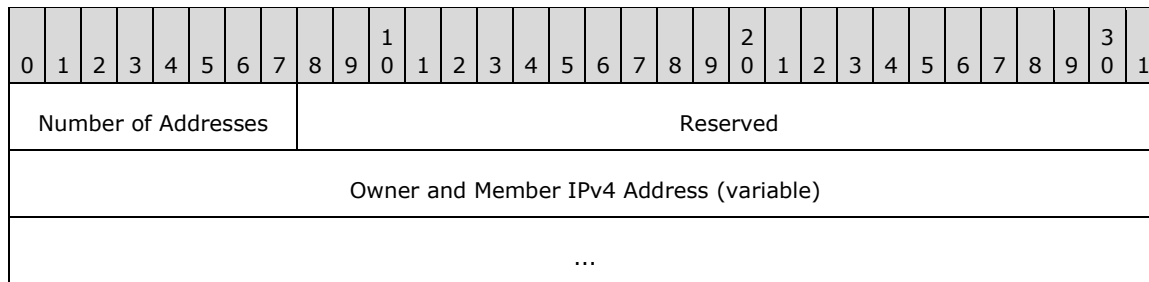 1 2 3
0 1 2 3 4 5 6 7 8 9 0 1 2 3 4 5 6 7 8 9 0 1 2 3 4 5 6 7 8 9 0 1
Number of Addresses Reserved
Owner and Member IPv4 Address (variable)
...